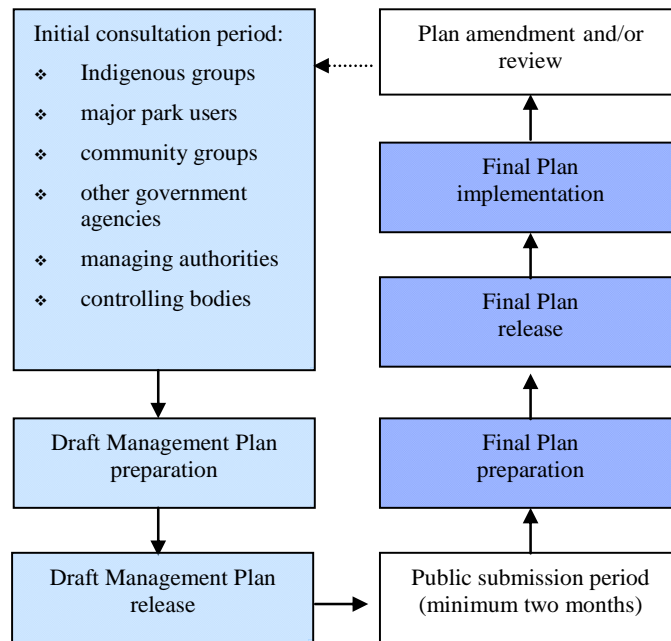 Initial consultation period:
❖ Indigenous groups
❖ major park users
❖ community groups
❖ other government
agencies
❖ managing authorities
❖ controlling bodies
Draft Management Plan
preparation
Draft Management Plan
release
Public submission period
(minimum two months)
Final Plan
preparation
Final Plan
release
Final Plan
implementation
Plan amendment and/or
review